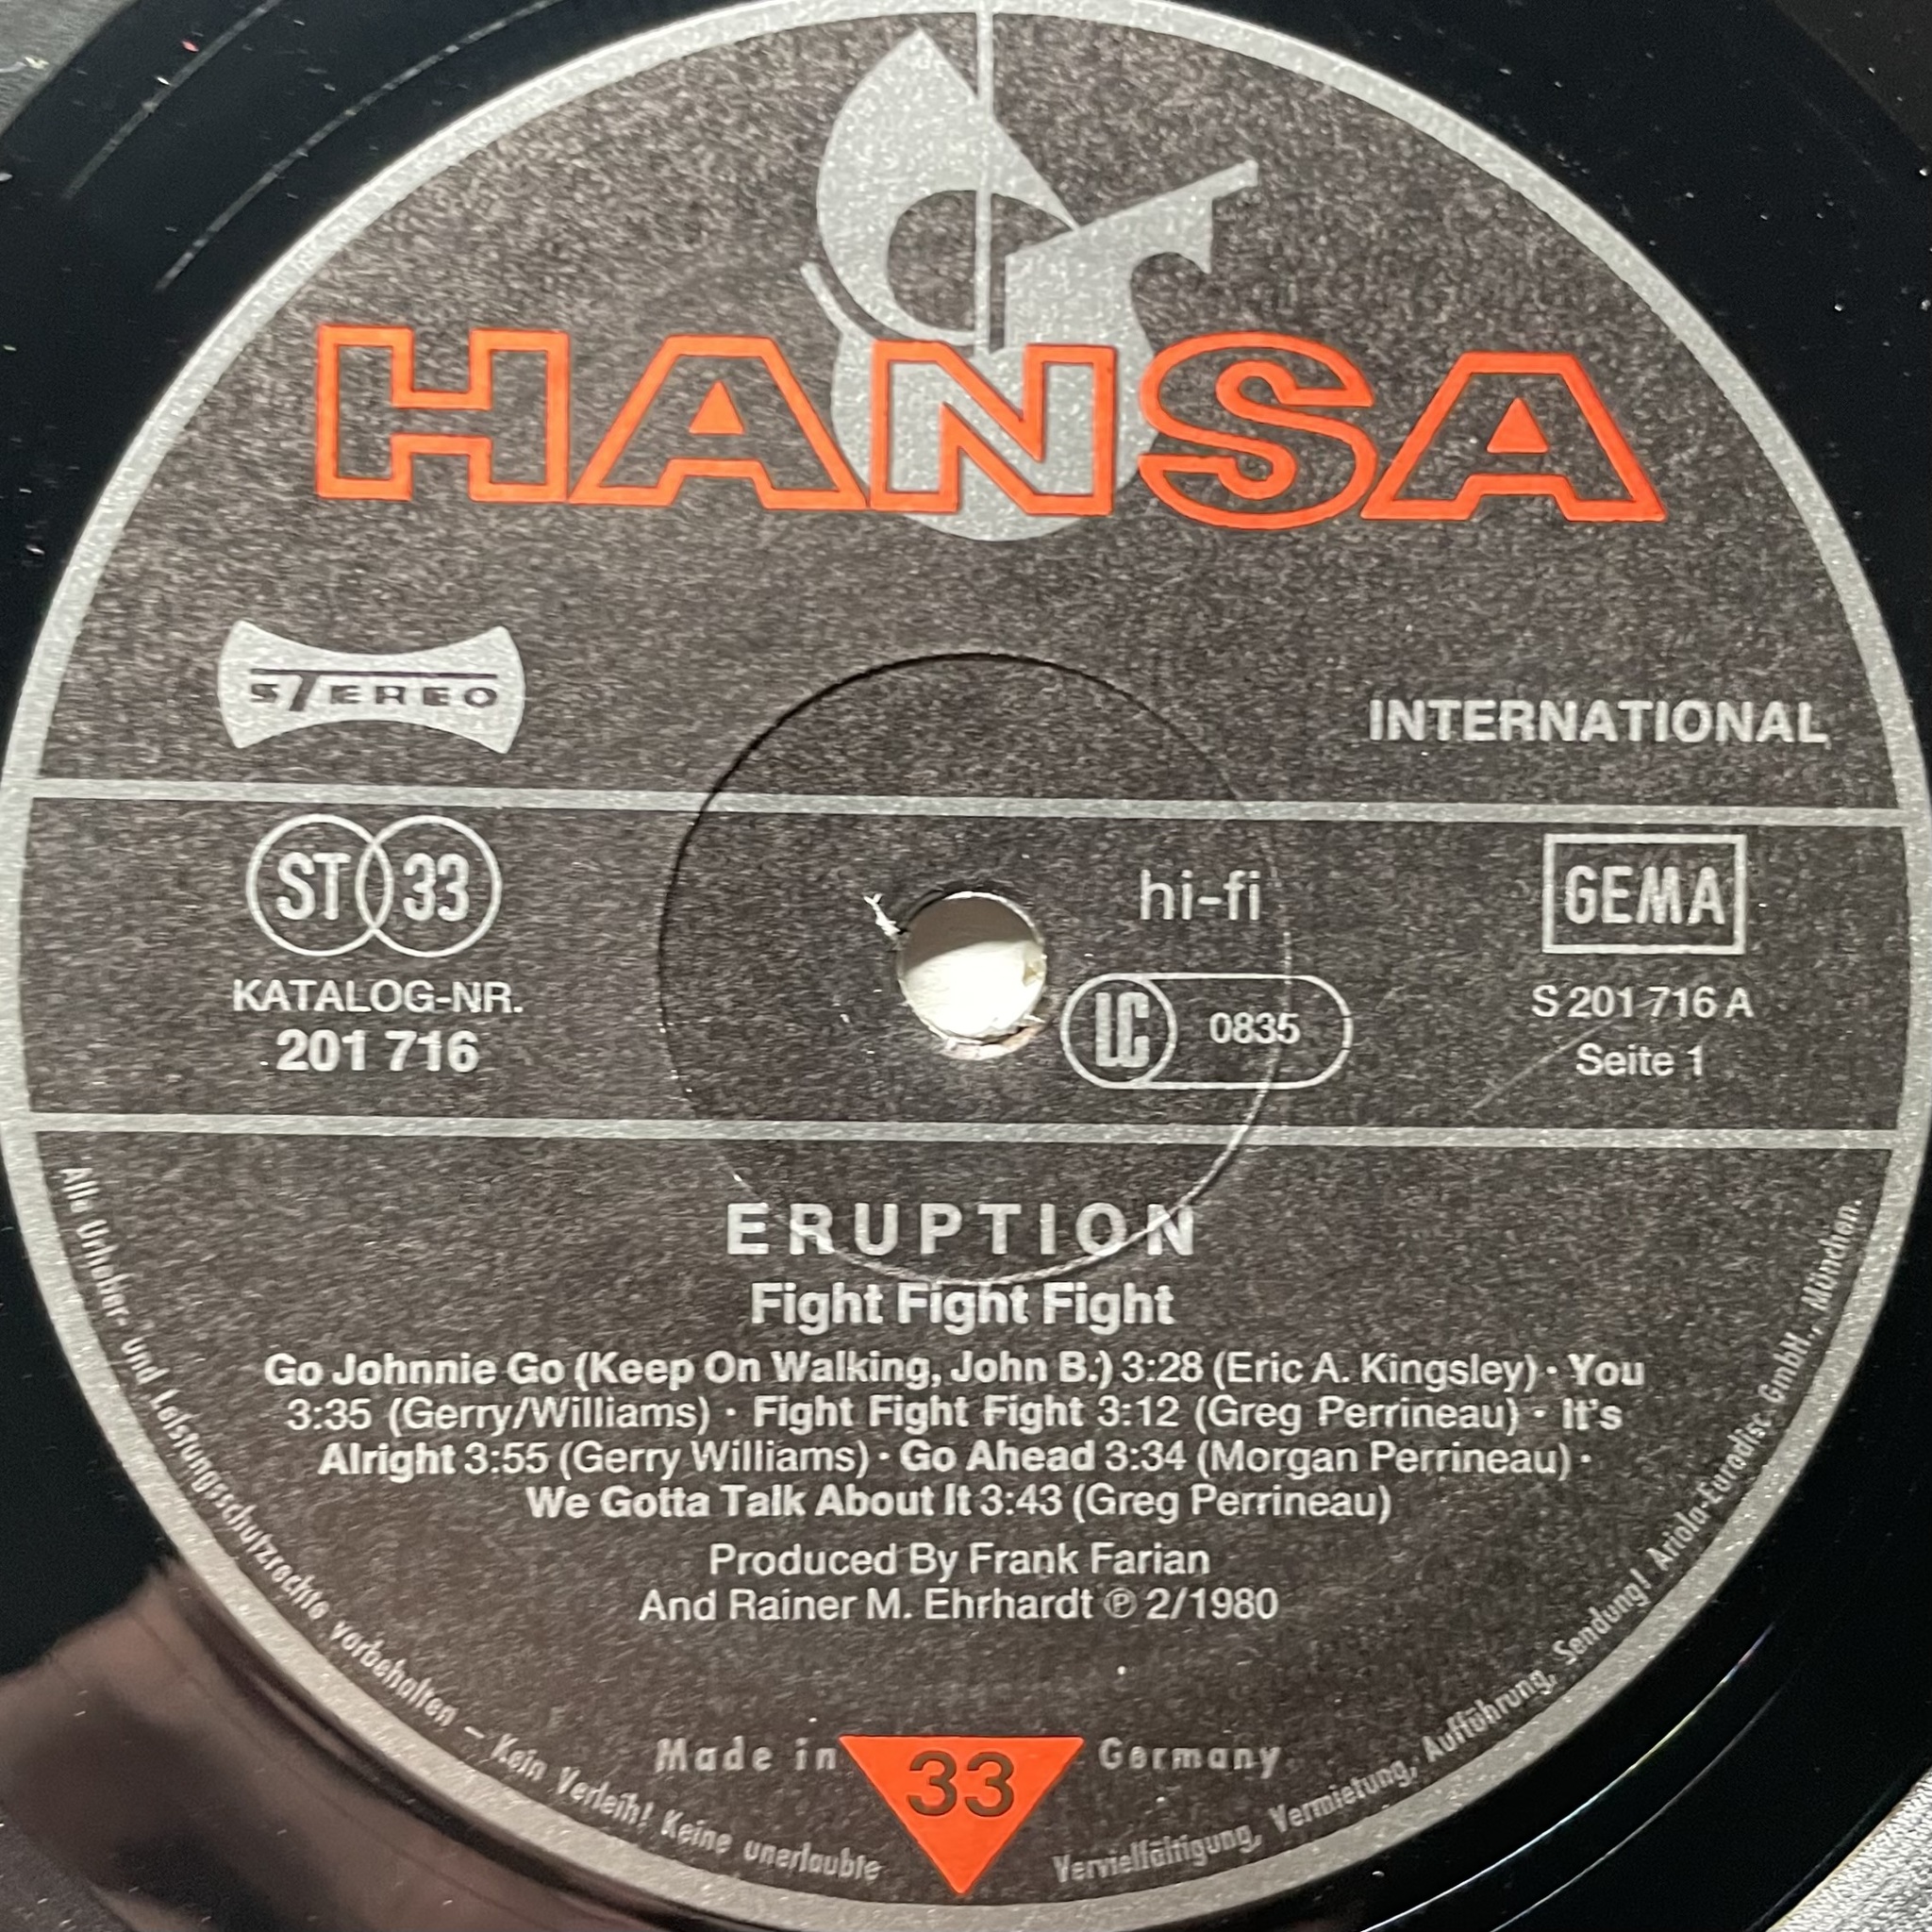 HANSA
STEREO
INTERNATIONAL
ST 33
hi-fi
GEMA
KATALOG-NR.
201 716
LC 0835
S 201 716 A
Seite 1
ERUPTION
Fight Fight Fight
Go Johnnie Go (Keep On Walking, John B.) 3:28 (Eric A. Kingsley) · You
3:35 (Gerry/Williams) · Fight Fight Fight 3:12 (Greg Perrineau) · It's
Alright 3:55 (Gerry Williams) · Go Ahead 3:34 (Morgan Perrineau) ·
We Gotta Talk About It 3:43 (Greg Perrineau)
Produced By Frank Farian
And Rainer M. Ehrhardt ℗ 2/1980
Made in 33 Germany
Alle Urheber- und Leistungsschutzrechte vorbehalten – Kein Verleih! Keine unerlaubte Vervielfältigung, Vermietung, Aufführung, Sendung! Ariola-Eurodisc GmbH., München.